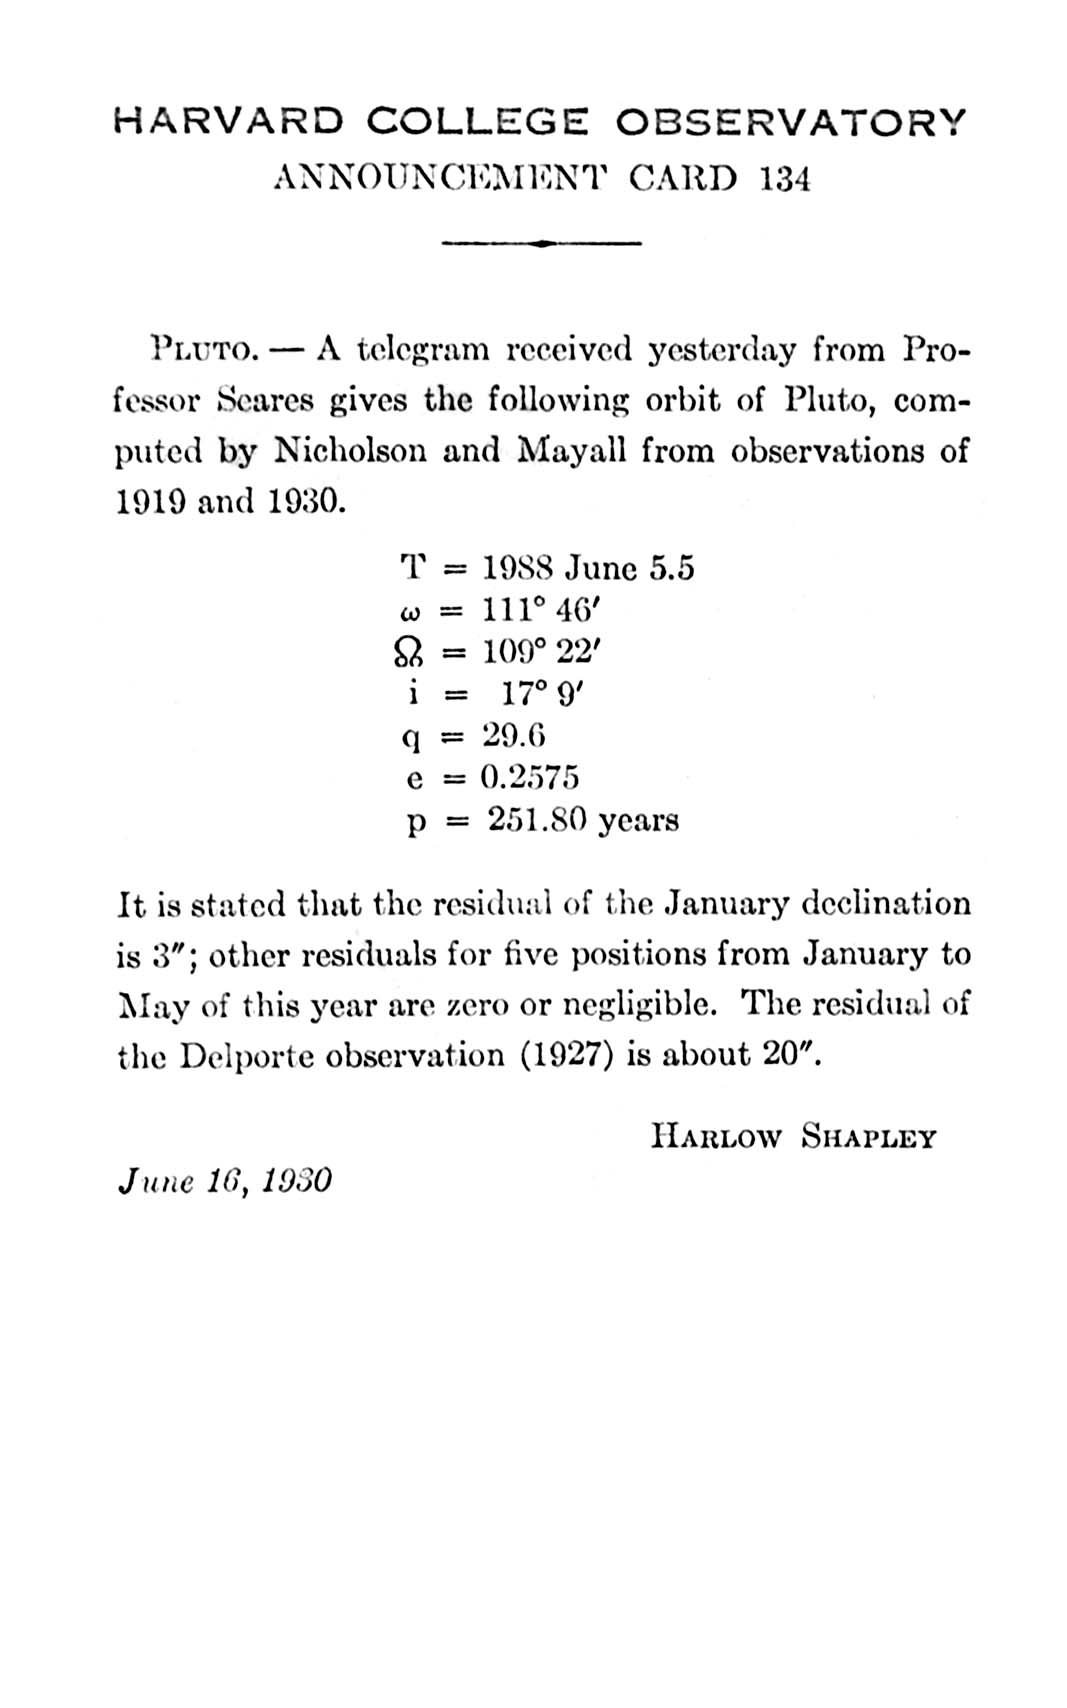 HARVARD COLLEGE OBSERVATORY
ANNOUNCEMENT CARD 134
PLUTO. — A telegram received yesterday from Pro-
fessor Seares gives the following orbit of Pluto, com-
puted by Nicholson and Mayall from observations of
1919 and 1930.
T = 1988 June 5.5
ω = 111° 46′
☊ = 109° 22′
i = 17° 9′
q = 29.6
e = 0.2575
p = 251.80 years
It is stated that the residual of the January declination
is 3″; other residuals for five positions from January to
May of this year are zero or negligible. The residual of
the Delporte observation (1927) is about 20″.
HARLOW SHAPLEY
June 16, 1930